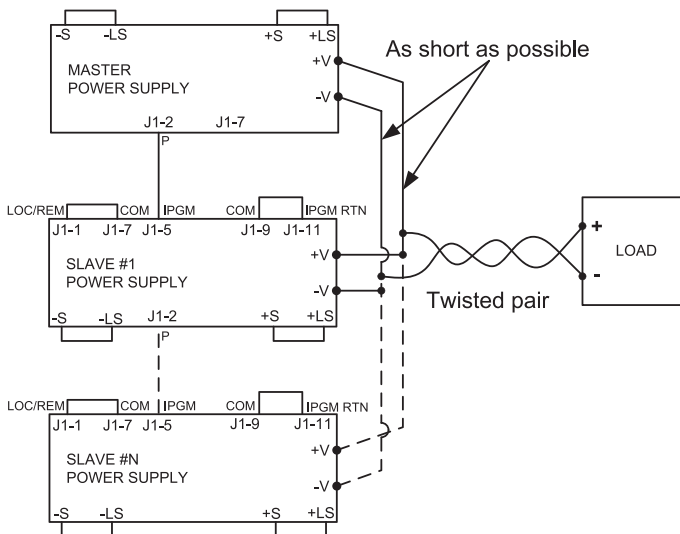 -S -LS +S +LS
As short as possible
MASTER
POWER SUPPLY
+V
-V
J1-2 J1-7
P
LOC/REM COM IPGM COM IPGM RTN
J1-1 J1-7 J1-5 J1-9 J1-11
SLAVE #1
POWER SUPPLY
+V
-V
-S -LS J1-2 +S +LS
P
+
-
LOAD
Twisted pair
LOC/REM COM IPGM COM IPGM RTN
J1-1 J1-7 J1-5 J1-9 J1-11
SLAVE #N
POWER SUPPLY
+V
-V
-S -LS +S +LS